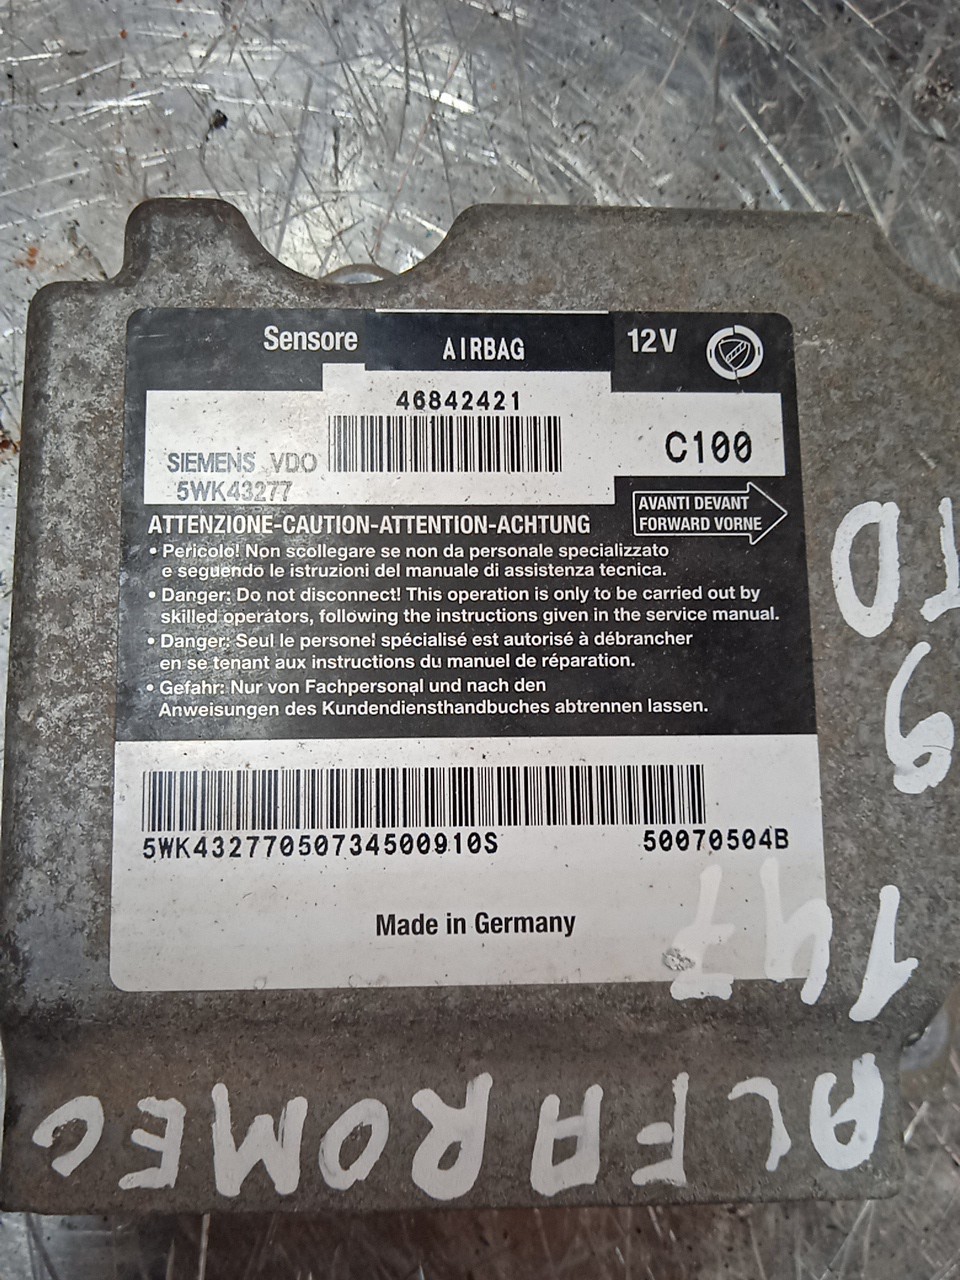 Sensore AIRBAG 12V
46842421
SIEMENS VDO
5WK43277
C100
AVANTI DEVANT
FORWARD VORNE
ATTENZIONE-CAUTION-ATTENTION-ACHTUNG
• Pericolo! Non scollegare se non da personale specializzato
e seguendo le istruzioni del manuale di assistenza tecnica.
• Danger: Do not disconnect! This operation is only to be carried out by
skilled operators, following the instructions given in the service manual.
• Danger: Seul le personel spécialisé est autorisé à débrancher
en se tenant aux instructions du manuel de réparation.
• Gefahr: Nur von Fachpersonal und nach den
Anweisungen des Kundendiensthandbuches abtrennen lassen.
5WK43277050734500910S 50070504B
Made in Germany
ALFA ROMEO
147